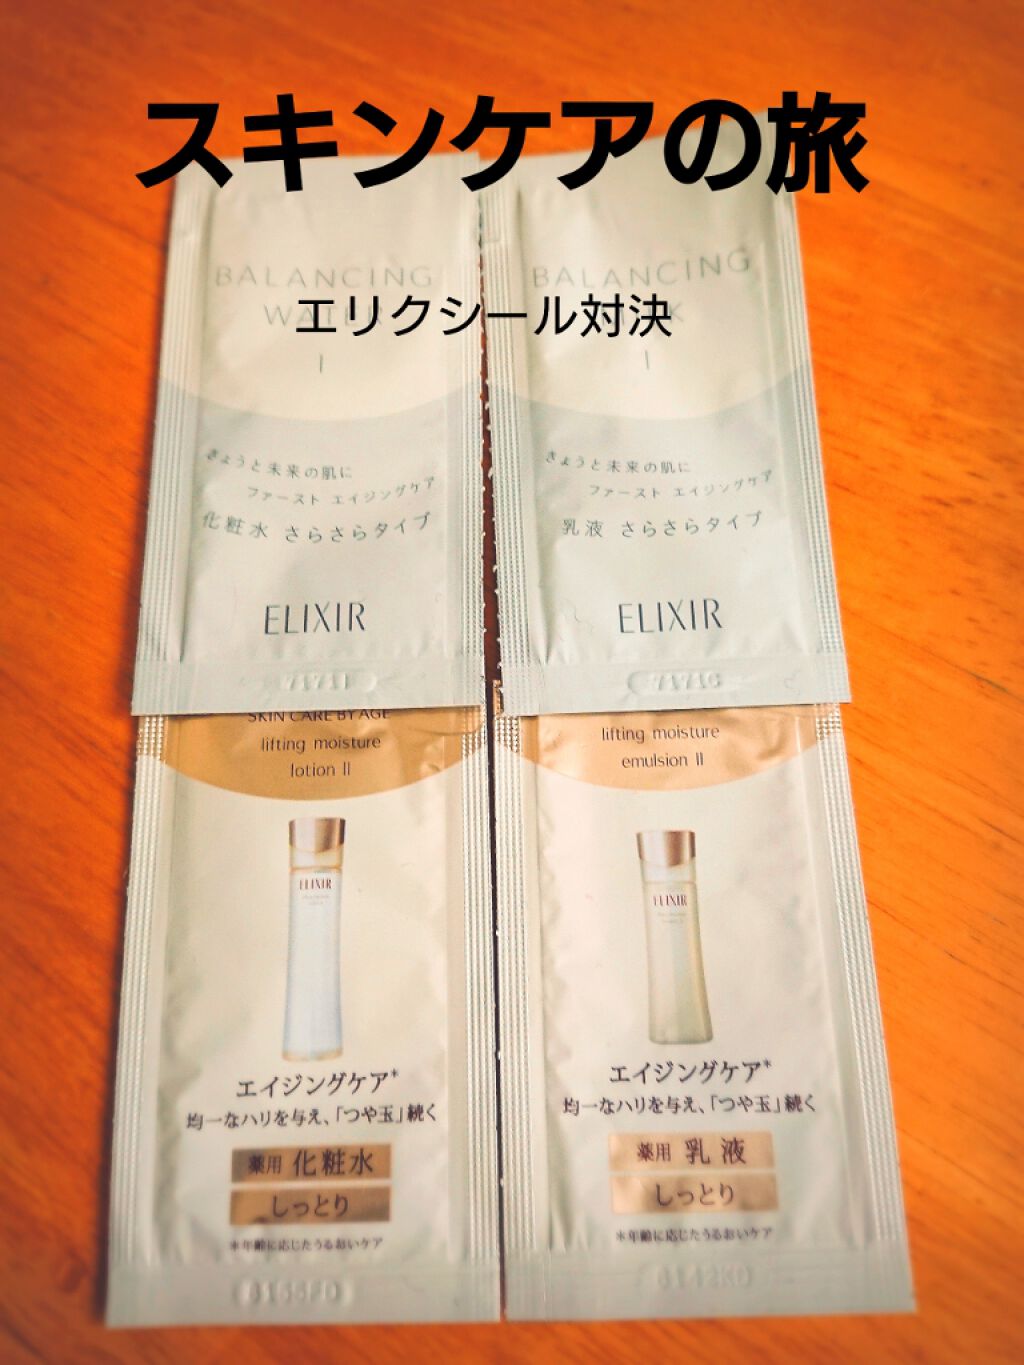 スキンケアの旅
エリクシール対決
BALANCING
WATER
I
きょうと未来の肌に
ファースト エイジングケア
化粧水 さらさらタイプ
ELIXIR
BALANCING
I
きょうと未来の肌に
ファースト エイジングケア
乳液 さらさらタイプ
ELIXIR
SKIN CARE BY AGE
lifting moisture
lotion II
ELIXIR
エイジングケア*
均一なハリを与え、「つや玉」続く
薬用 化粧水
しっとり
*年齢に応じたうるおいケア
lifting moisture
emulsion II
ELIXIR
エイジングケア*
均一なハリを与え、「つや玉」続く
薬用 乳液
しっとり
*年齢に応じたうるおいケア